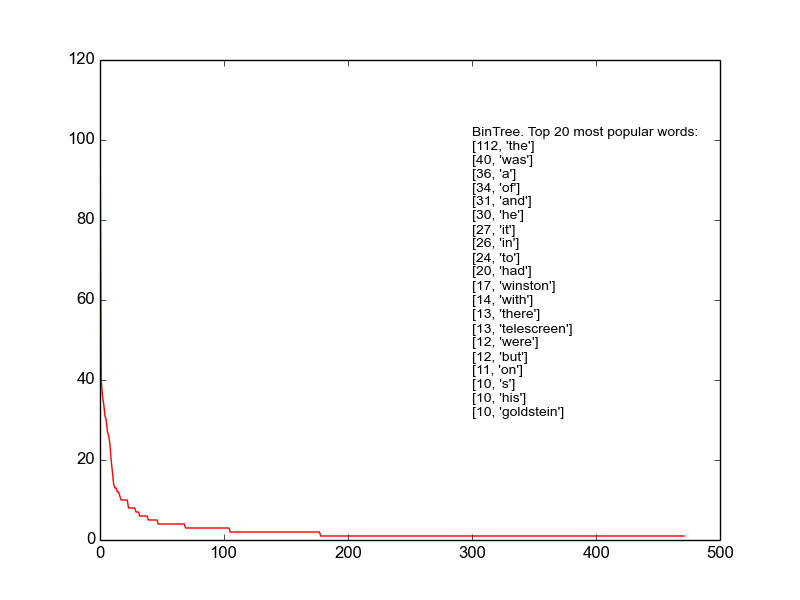 120
100
80
60
40
20
0
BinTree. Top 20 most popular words:
[112, 'the']
[40, 'was']
[36, 'a']
[34, 'of']
[31, 'and']
[30, 'he']
[27, 'it']
[26, 'in']
[24, 'to']
[20, 'had']
[17, 'winston']
[14, 'with']
[13, 'there']
[13, 'telescreen']
[12, 'were']
[12, 'but']
[11, 'on']
[10, 's']
[10, 'his']
[10, 'goldstein']
0 100 200 300 400 500